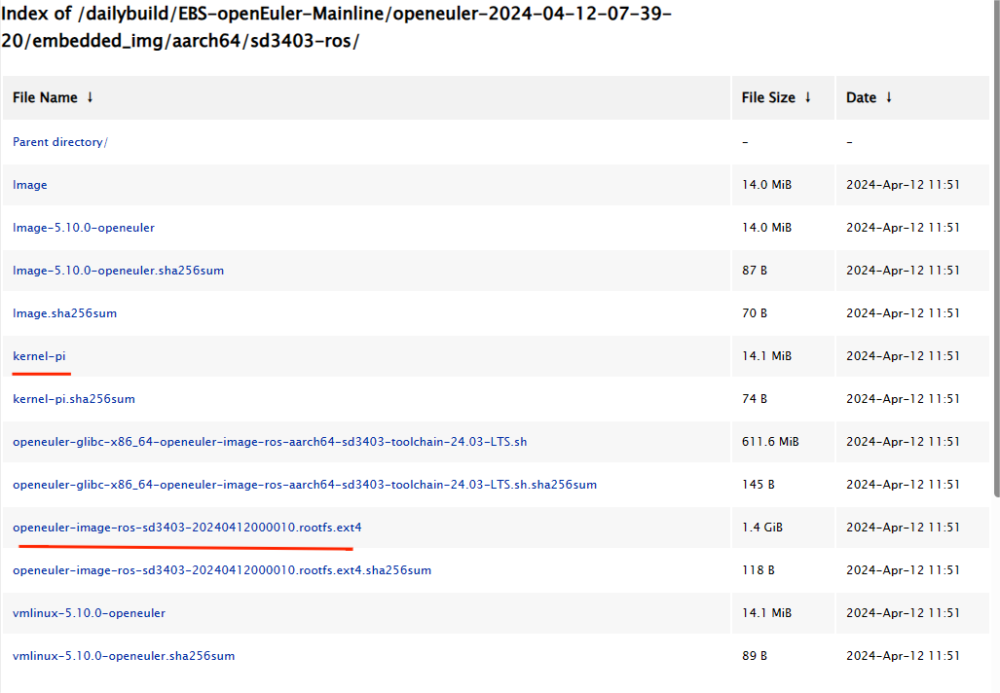 Index of /dailybuild/EBS-openEuler-Mainline/openeuler-2024-04-12-07-39-
20/embedded_img/aarch64/sd3403-ros/
File Name ↓ File Size ↓ Date ↓
Parent directory/ - -
Image 14.0 MiB 2024-Apr-12 11:51
Image-5.10.0-openeuler 14.0 MiB 2024-Apr-12 11:51
Image-5.10.0-openeuler.sha256sum 87 B 2024-Apr-12 11:51
Image.sha256sum 70 B 2024-Apr-12 11:51
kernel-pi 14.1 MiB 2024-Apr-12 11:51
kernel-pi.sha256sum 74 B 2024-Apr-12 11:51
openeuler-glibc-x86_64-openeuler-image-ros-aarch64-sd3403-toolchain-24.03-LTS.sh 611.6 MiB 2024-Apr-12 11:51
openeuler-glibc-x86_64-openeuler-image-ros-aarch64-sd3403-toolchain-24.03-LTS.sh.sha256sum 145 B 2024-Apr-12 11:51
openeuler-image-ros-sd3403-20240412000010.rootfs.ext4 1.4 GiB 2024-Apr-12 11:51
openeuler-image-ros-sd3403-20240412000010.rootfs.ext4.sha256sum 118 B 2024-Apr-12 11:51
vmlinux-5.10.0-openeuler 14.1 MiB 2024-Apr-12 11:51
vmlinux-5.10.0-openeuler.sha256sum 89 B 2024-Apr-12 11:51